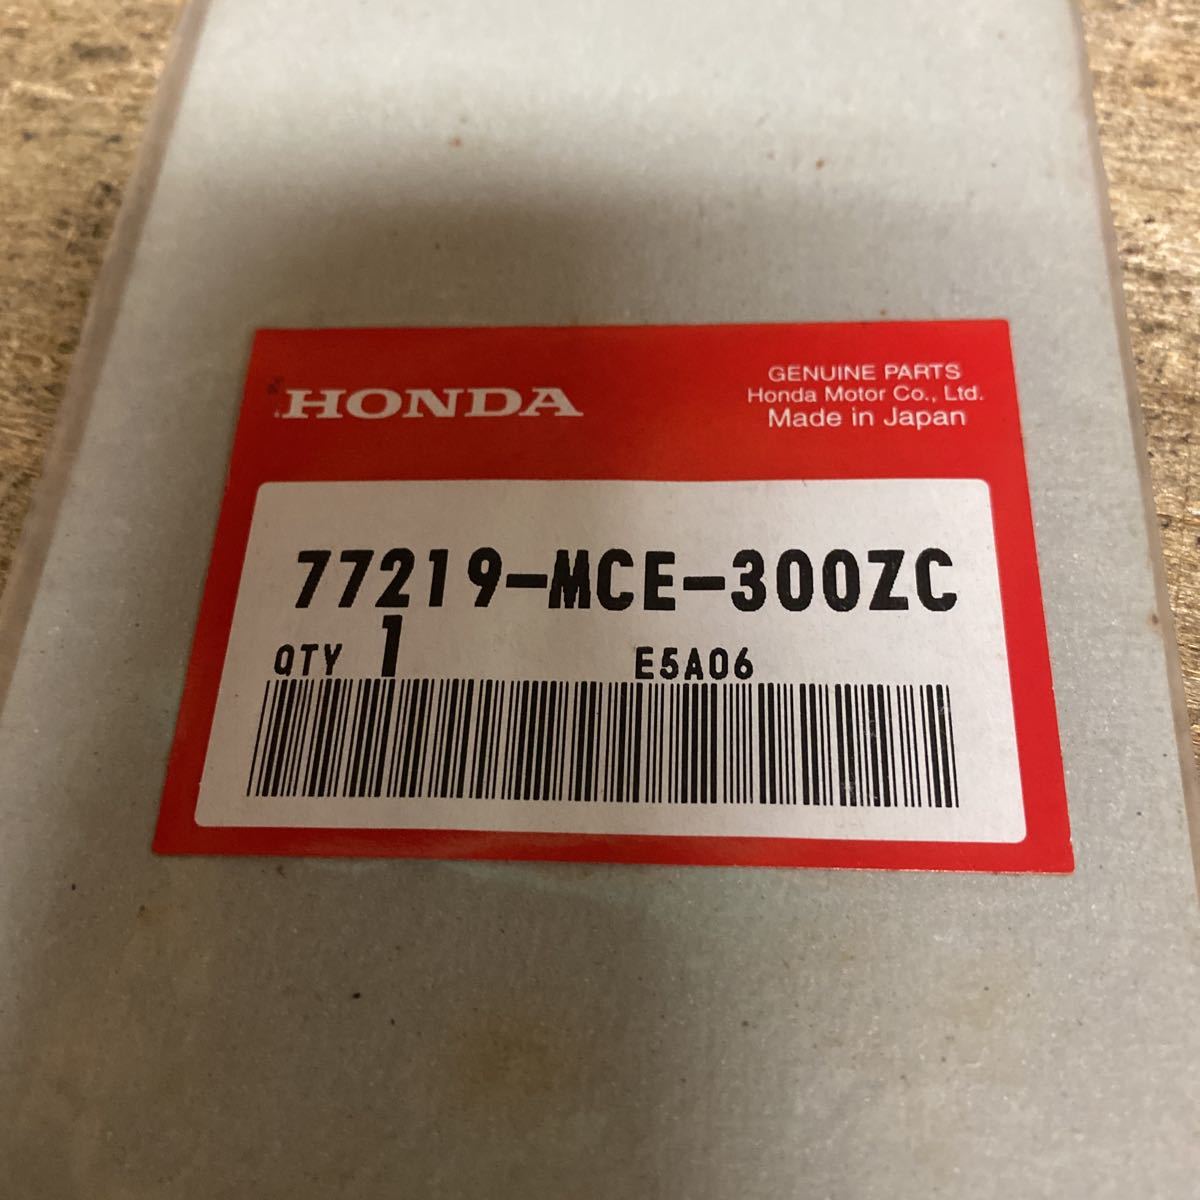 HONDA
GENUINE PARTS
Honda Motor Co., Ltd.
Made in Japan
77219-MCE-300ZC
QTY 1 E5A06